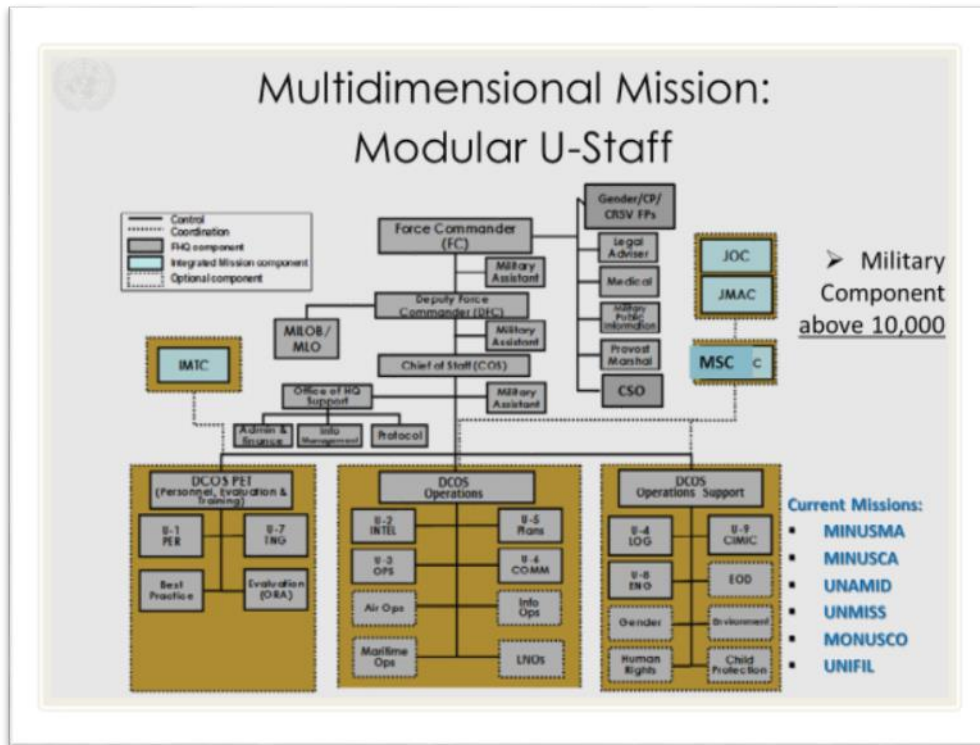 Multidimensional Mission:
Modular U-Staff
Control
Coordination
FHQ component
Integrated Mission component
Optional component
Force Commander
(FC)
Military
Assistant
Deputy Force
Commander (DFC)
MILOB/
MLO
Military
Assistant
Chief of Staff (COS)
Office of HQ
Support
Military
Assistant
Admin &
finance
Info
Management
Protocol
Gender/CP/
CRSV FPs
Legal
Adviser
Medical
Military
Public
Information
Provost
Marshal
CSO
JOC
JMAC
MSC C
➢ Military
Component
above 10,000
IMTC
DCOS PET
(Personnel, Evaluation &
Training)
U-1
PER
U-7
TNG
Best
Practice
Evaluation
(ORA)
DCOS
Operations
U-2
INTEL
U-5
Plans
U-3
OPS
U-6
COMM
Air Ops
Info
Ops
Maritime
Ops
LNOs
DCOS
Operations Support
U-4
LOG
U-9
CIMIC
U-8
ENG
EOD
Gender
Environment
Human
Rights
Child
Protection
Current Missions:
▪ MINUSMA
▪ MINUSCA
▪ UNAMID
▪ UNMISS
▪ MONUSCO
▪ UNIFIL